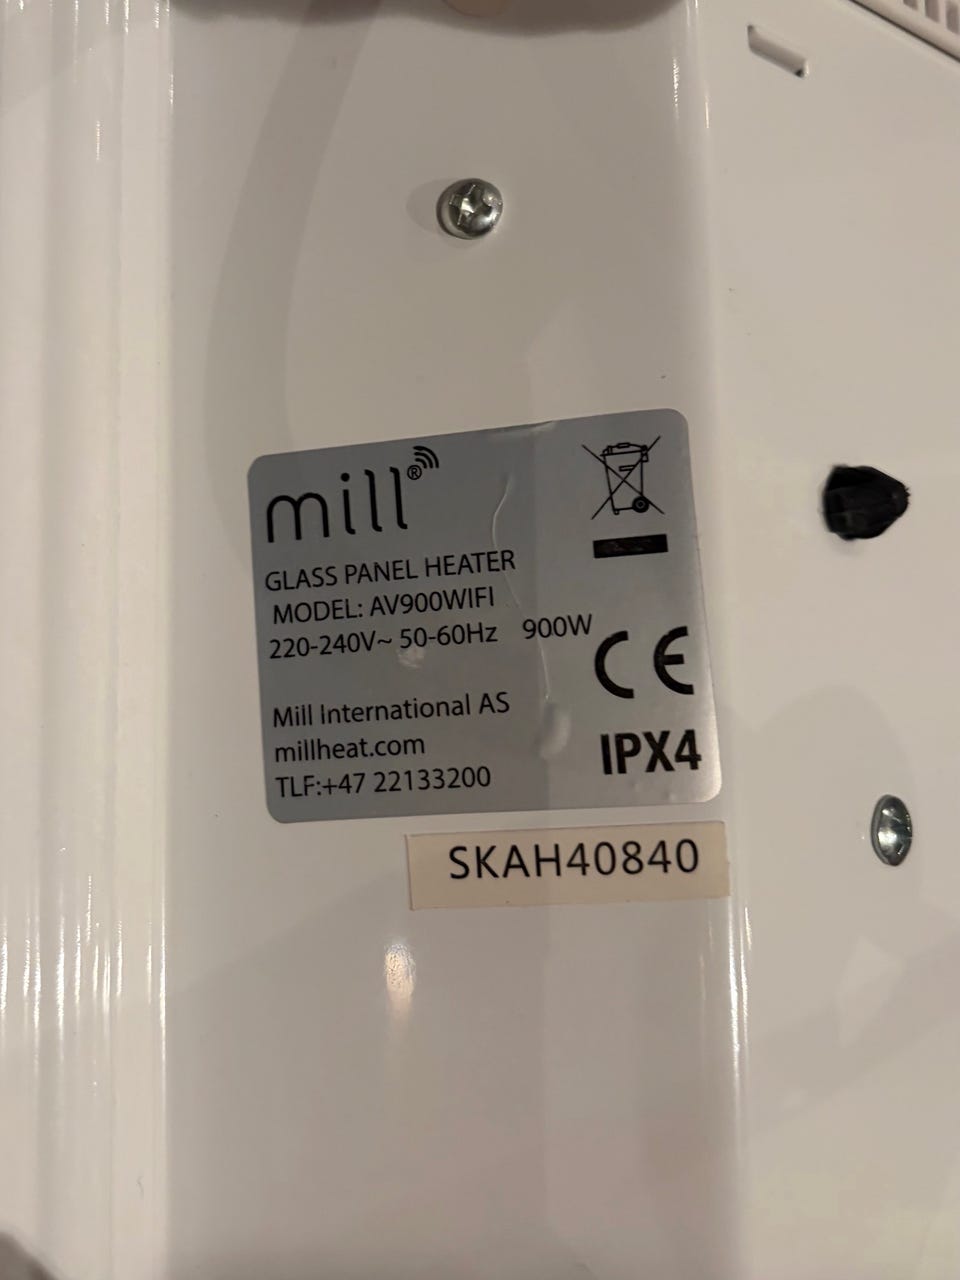 mill®
GLASS PANEL HEATER
MODEL: AV900WIFI
220-240V~ 50-60Hz 900W
CE
Mill International AS
millheat.com
TLF:+47 22133200
IPX4
SKAH40840